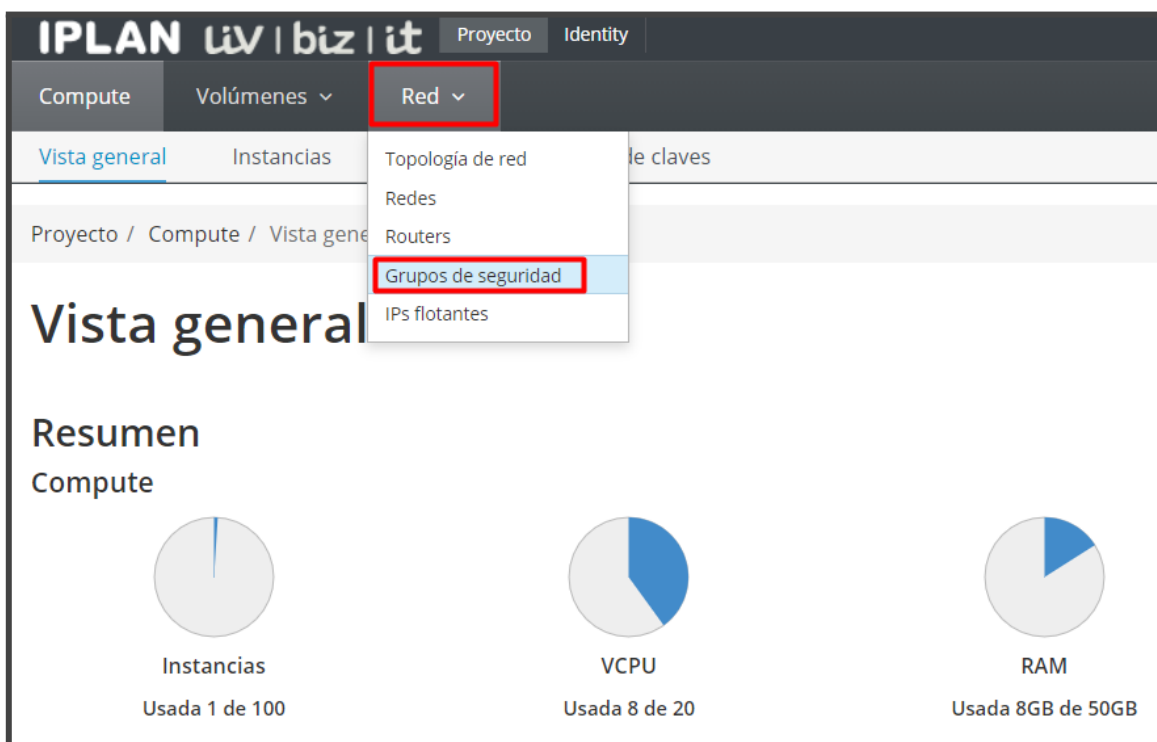 IPLAN liv | biz | it Proyecto Identity
Compute Volúmenes Red
Vista general Instancias de claves
Topología de red
Redes
Routers
Grupos de seguridad
IPs flotantes
Proyecto / Compute / Vista gene
Vista general
Resumen
Compute
Instancias VCPU RAM
Usada 1 de 100 Usada 8 de 20 Usada 8GB de 50GB